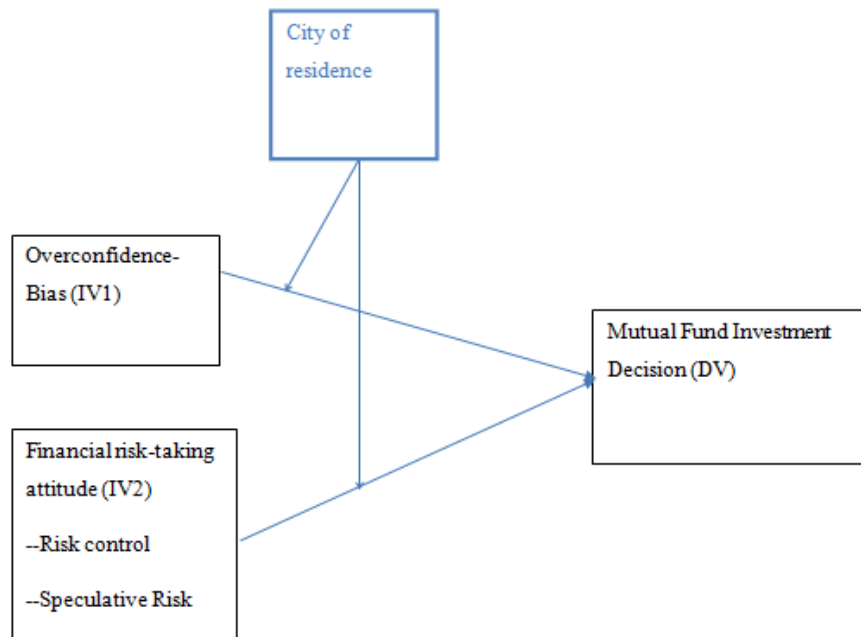 City of
residence
Overconfidence-
Bias (IV1)
Mutual Fund Investment
Decision (DV)
Financial risk-taking
attitude (IV2)
--Risk control
--Speculative Risk